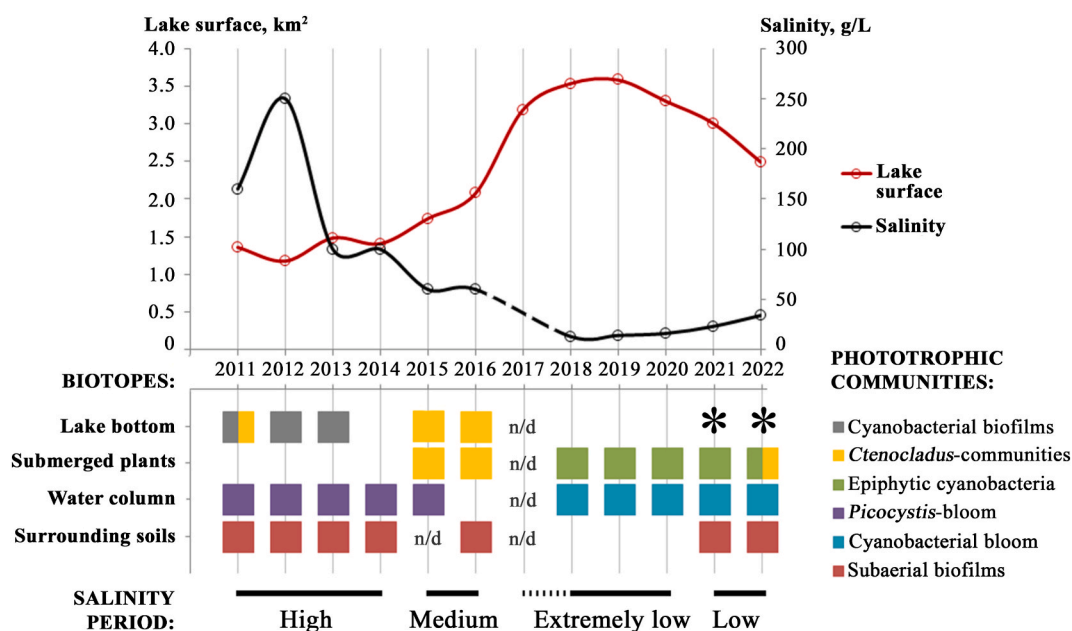 Lake surface, km²
Salinity, g/L
4.0
3.5
3.0
2.5
2.0
1.5
1.0
0.5
0
300
250
200
150
100
50
0
Lake
surface
Salinity
BIOTOPES:
2011 2012 2013 2014 2015 2016 2017 2018 2019 2020 2021 2022
Lake bottom
n/d
* *
Submerged plants
n/d
Water column
n/d
Surrounding soils
n/d n/d
PHOTOTROPHIC
COMMUNITIES:
Cyanobacterial biofilms
Ctenocladus-communities
Epiphytic cyanobacteria
Picocystis-bloom
Cyanobacterial bloom
Subaerial biofilms
SALINITY
PERIOD:
High Medium Extremely low Low